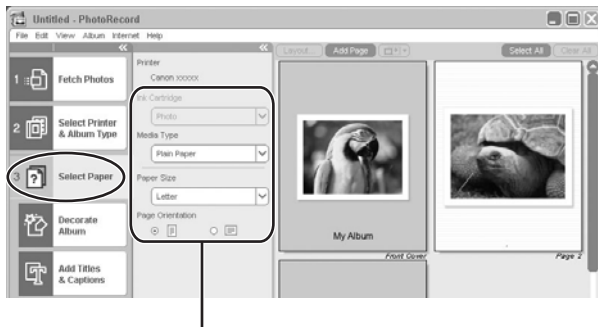 Untitled - PhotoRecord
File Edit View Album Internet Help
Layout... Add Page Select All Clear All
1 Fetch Photos
2 Select Printer
& Album Type
3 Select Paper
Decorate
Album
Add Titles
& Captions
Printer
Canon xxxxx
Ink Cartridge
Photo
Media Type
Plain Paper
Paper Size
Letter
Page Orientation
My Album
Front Cover
Page 2